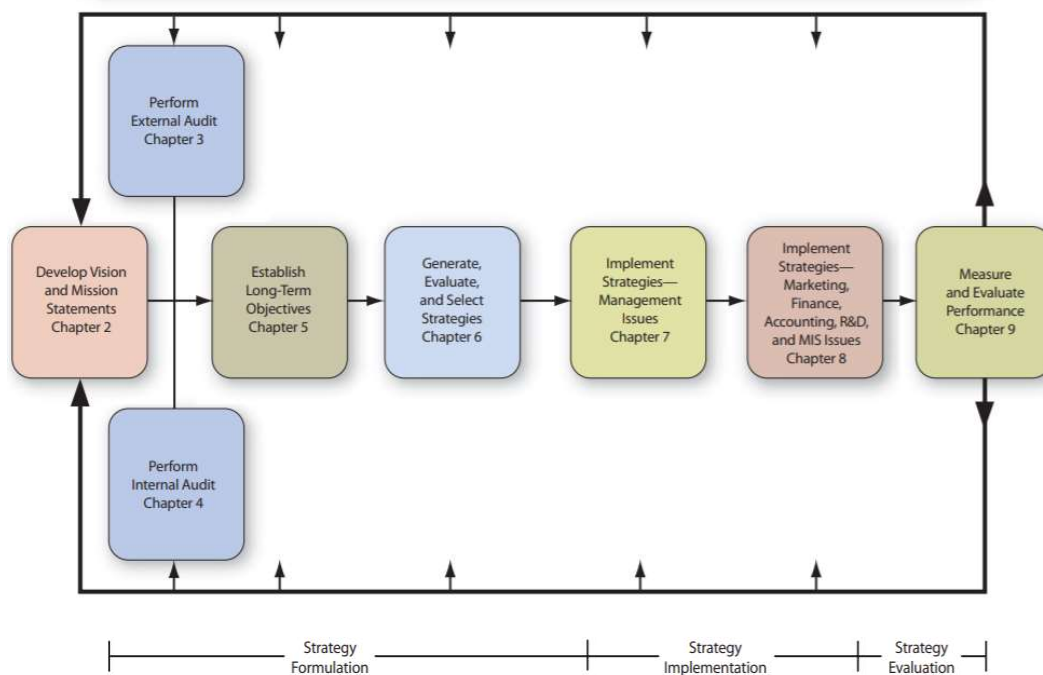 Perform
External Audit
Chapter 3
Develop Vision
and Mission
Statements
Chapter 2
Establish
Long-Term
Objectives
Chapter 5
Generate,
Evaluate,
and Select
Strategies
Chapter 6
Implement
Strategies—
Management
Issues
Chapter 7
Implement
Strategies—
Marketing,
Finance,
Accounting, R&D,
and MIS Issues
Chapter 8
Measure
and Evaluate
Performance
Chapter 9
Perform
Internal Audit
Chapter 4
Strategy
Formulation
Strategy
Implementation
Strategy
Evaluation